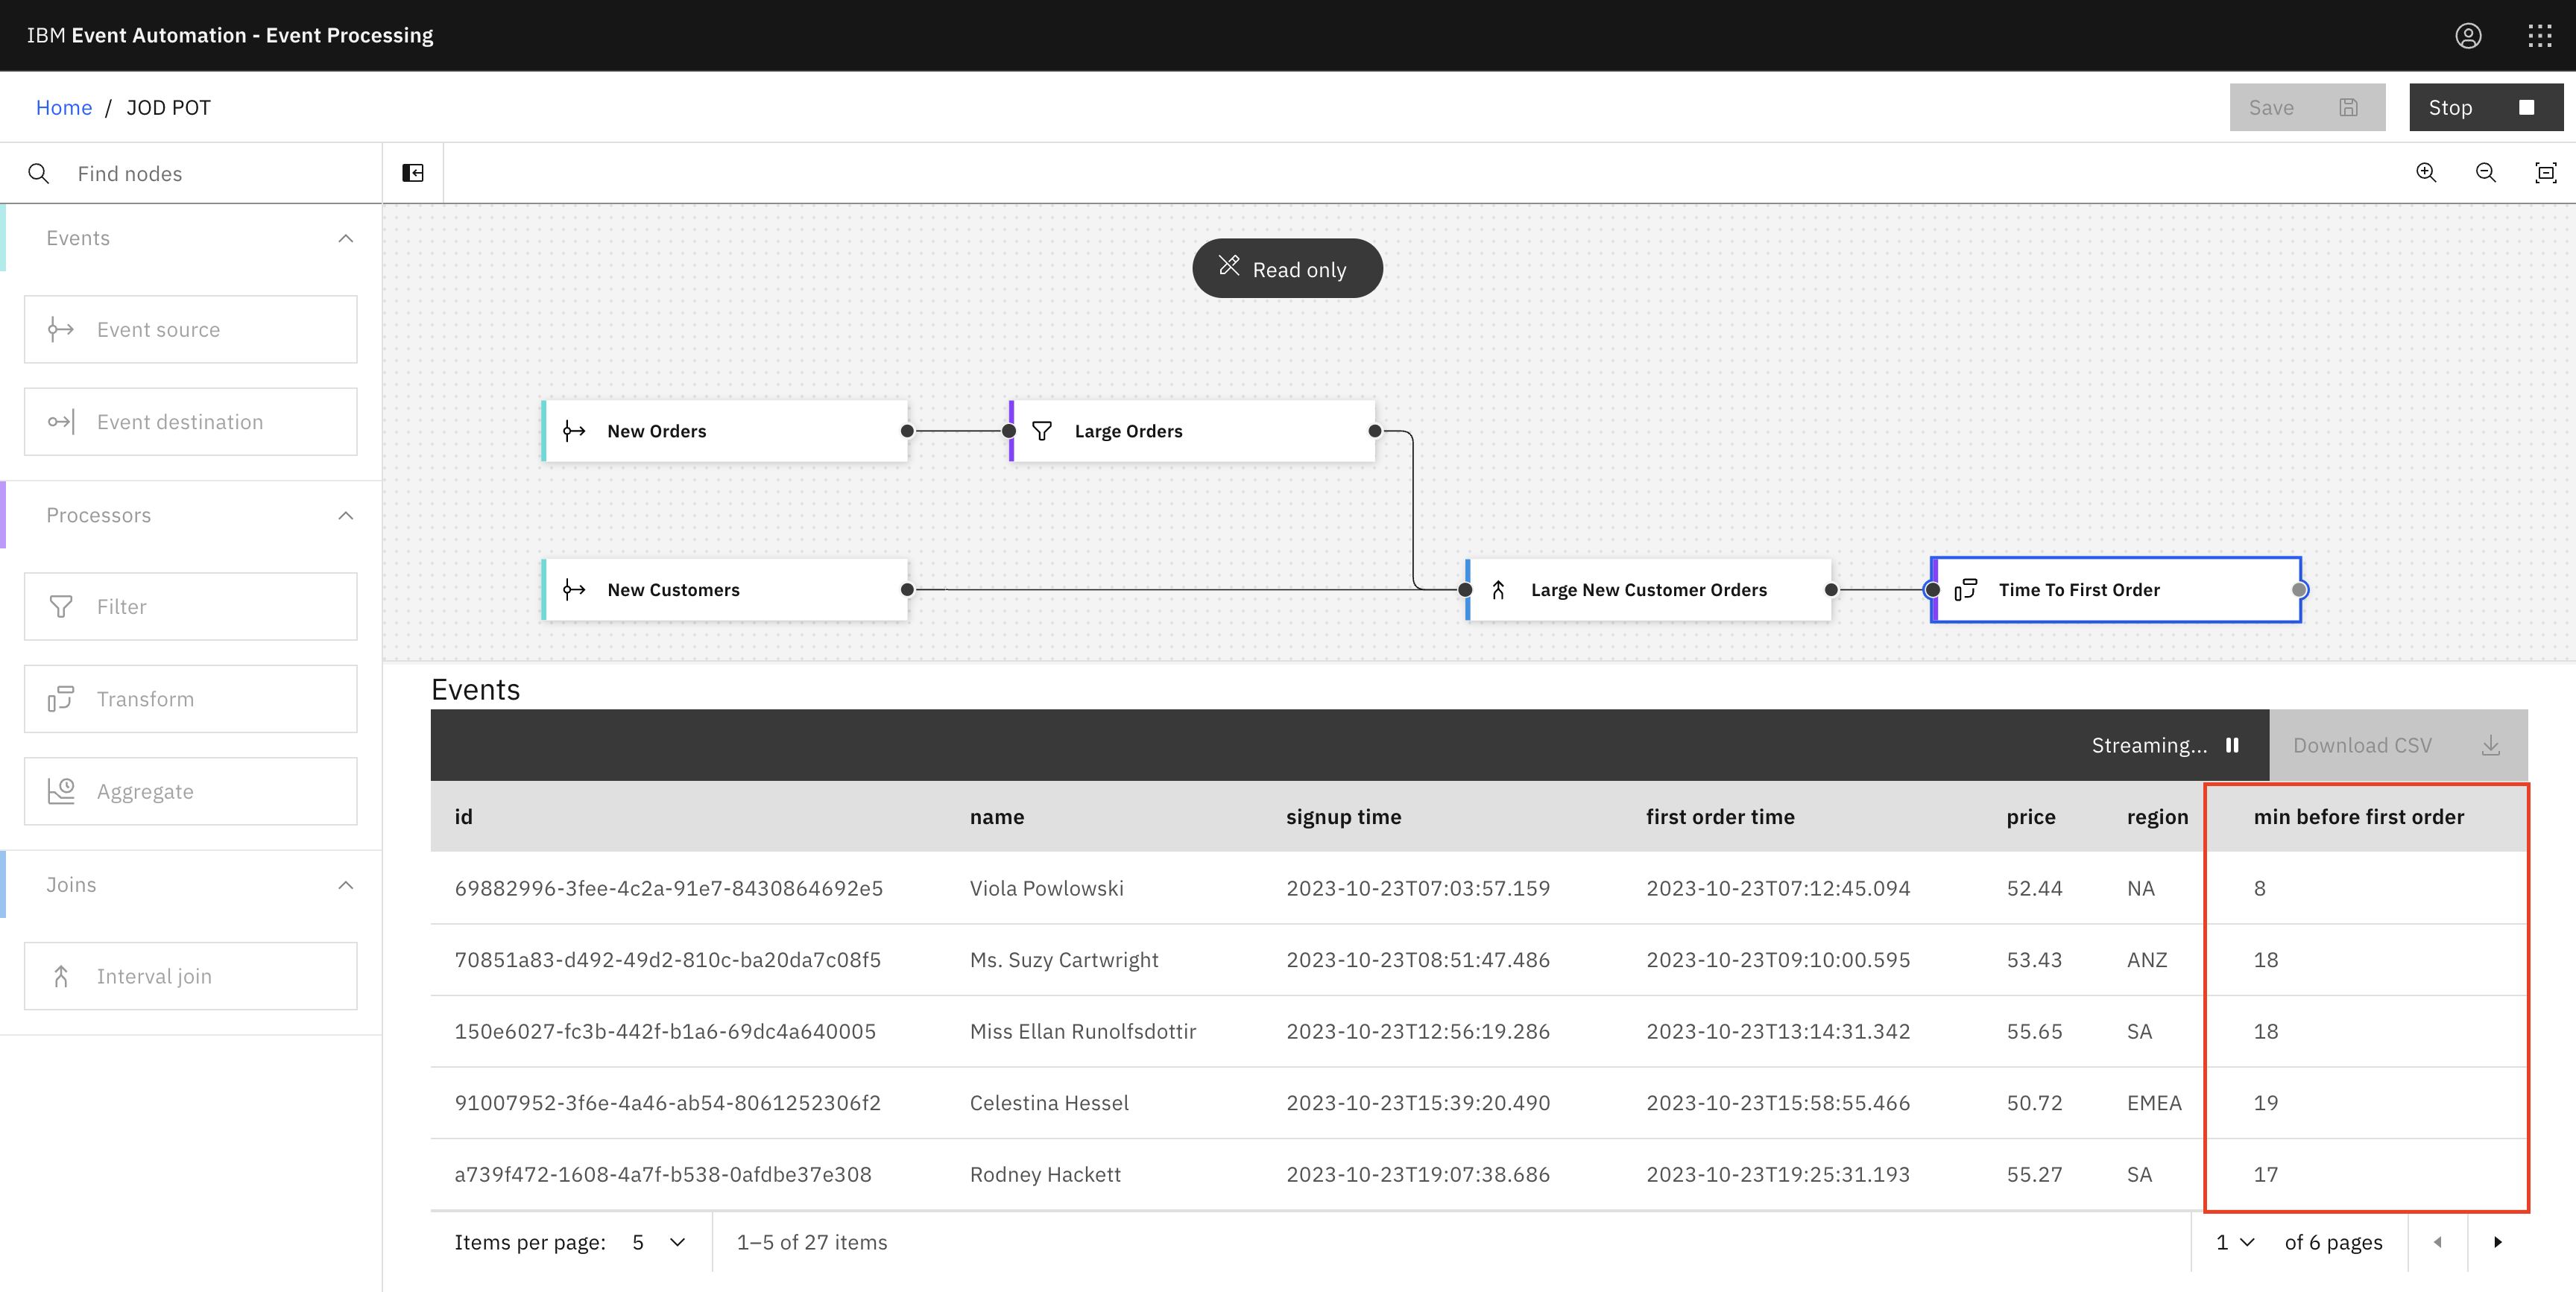 IBM Event Automation - Event Processing
Home / JOD POT
Save
Stop
Find nodes
Events
Event source
Event destination
Processors
Filter
Transform
Aggregate
Joins
Interval join
Read only
New Orders
Large Orders
New Customers
Large New Customer Orders
Time To First Order
Events
Streaming...
Download CSV
id name signup time first order time price region min before first order
69882996-3fee-4c2a-91e7-8430864692e5 Viola Powlowski 2023-10-23T07:03:57.159 2023-10-23T07:12:45.094 52.44 NA 8
70851a83-d492-49d2-810c-ba20da7c08f5 Ms. Suzy Cartwright 2023-10-23T08:51:47.486 2023-10-23T09:10:00.595 53.43 ANZ 18
150e6027-fc3b-442f-b1a6-69dc4a640005 Miss Ellan Runolfsdottir 2023-10-23T12:56:19.286 2023-10-23T13:14:31.342 55.65 SA 18
91007952-3f6e-4a46-ab54-8061252306f2 Celestina Hessel 2023-10-23T15:39:20.490 2023-10-23T15:58:55.466 50.72 EMEA 19
a739f472-1608-4a7f-b538-0afdbe37e308 Rodney Hackett 2023-10-23T19:07:38.686 2023-10-23T19:25:31.193 55.27 SA 17
Items per page: 5 1–5 of 27 items 1 of 6 pages